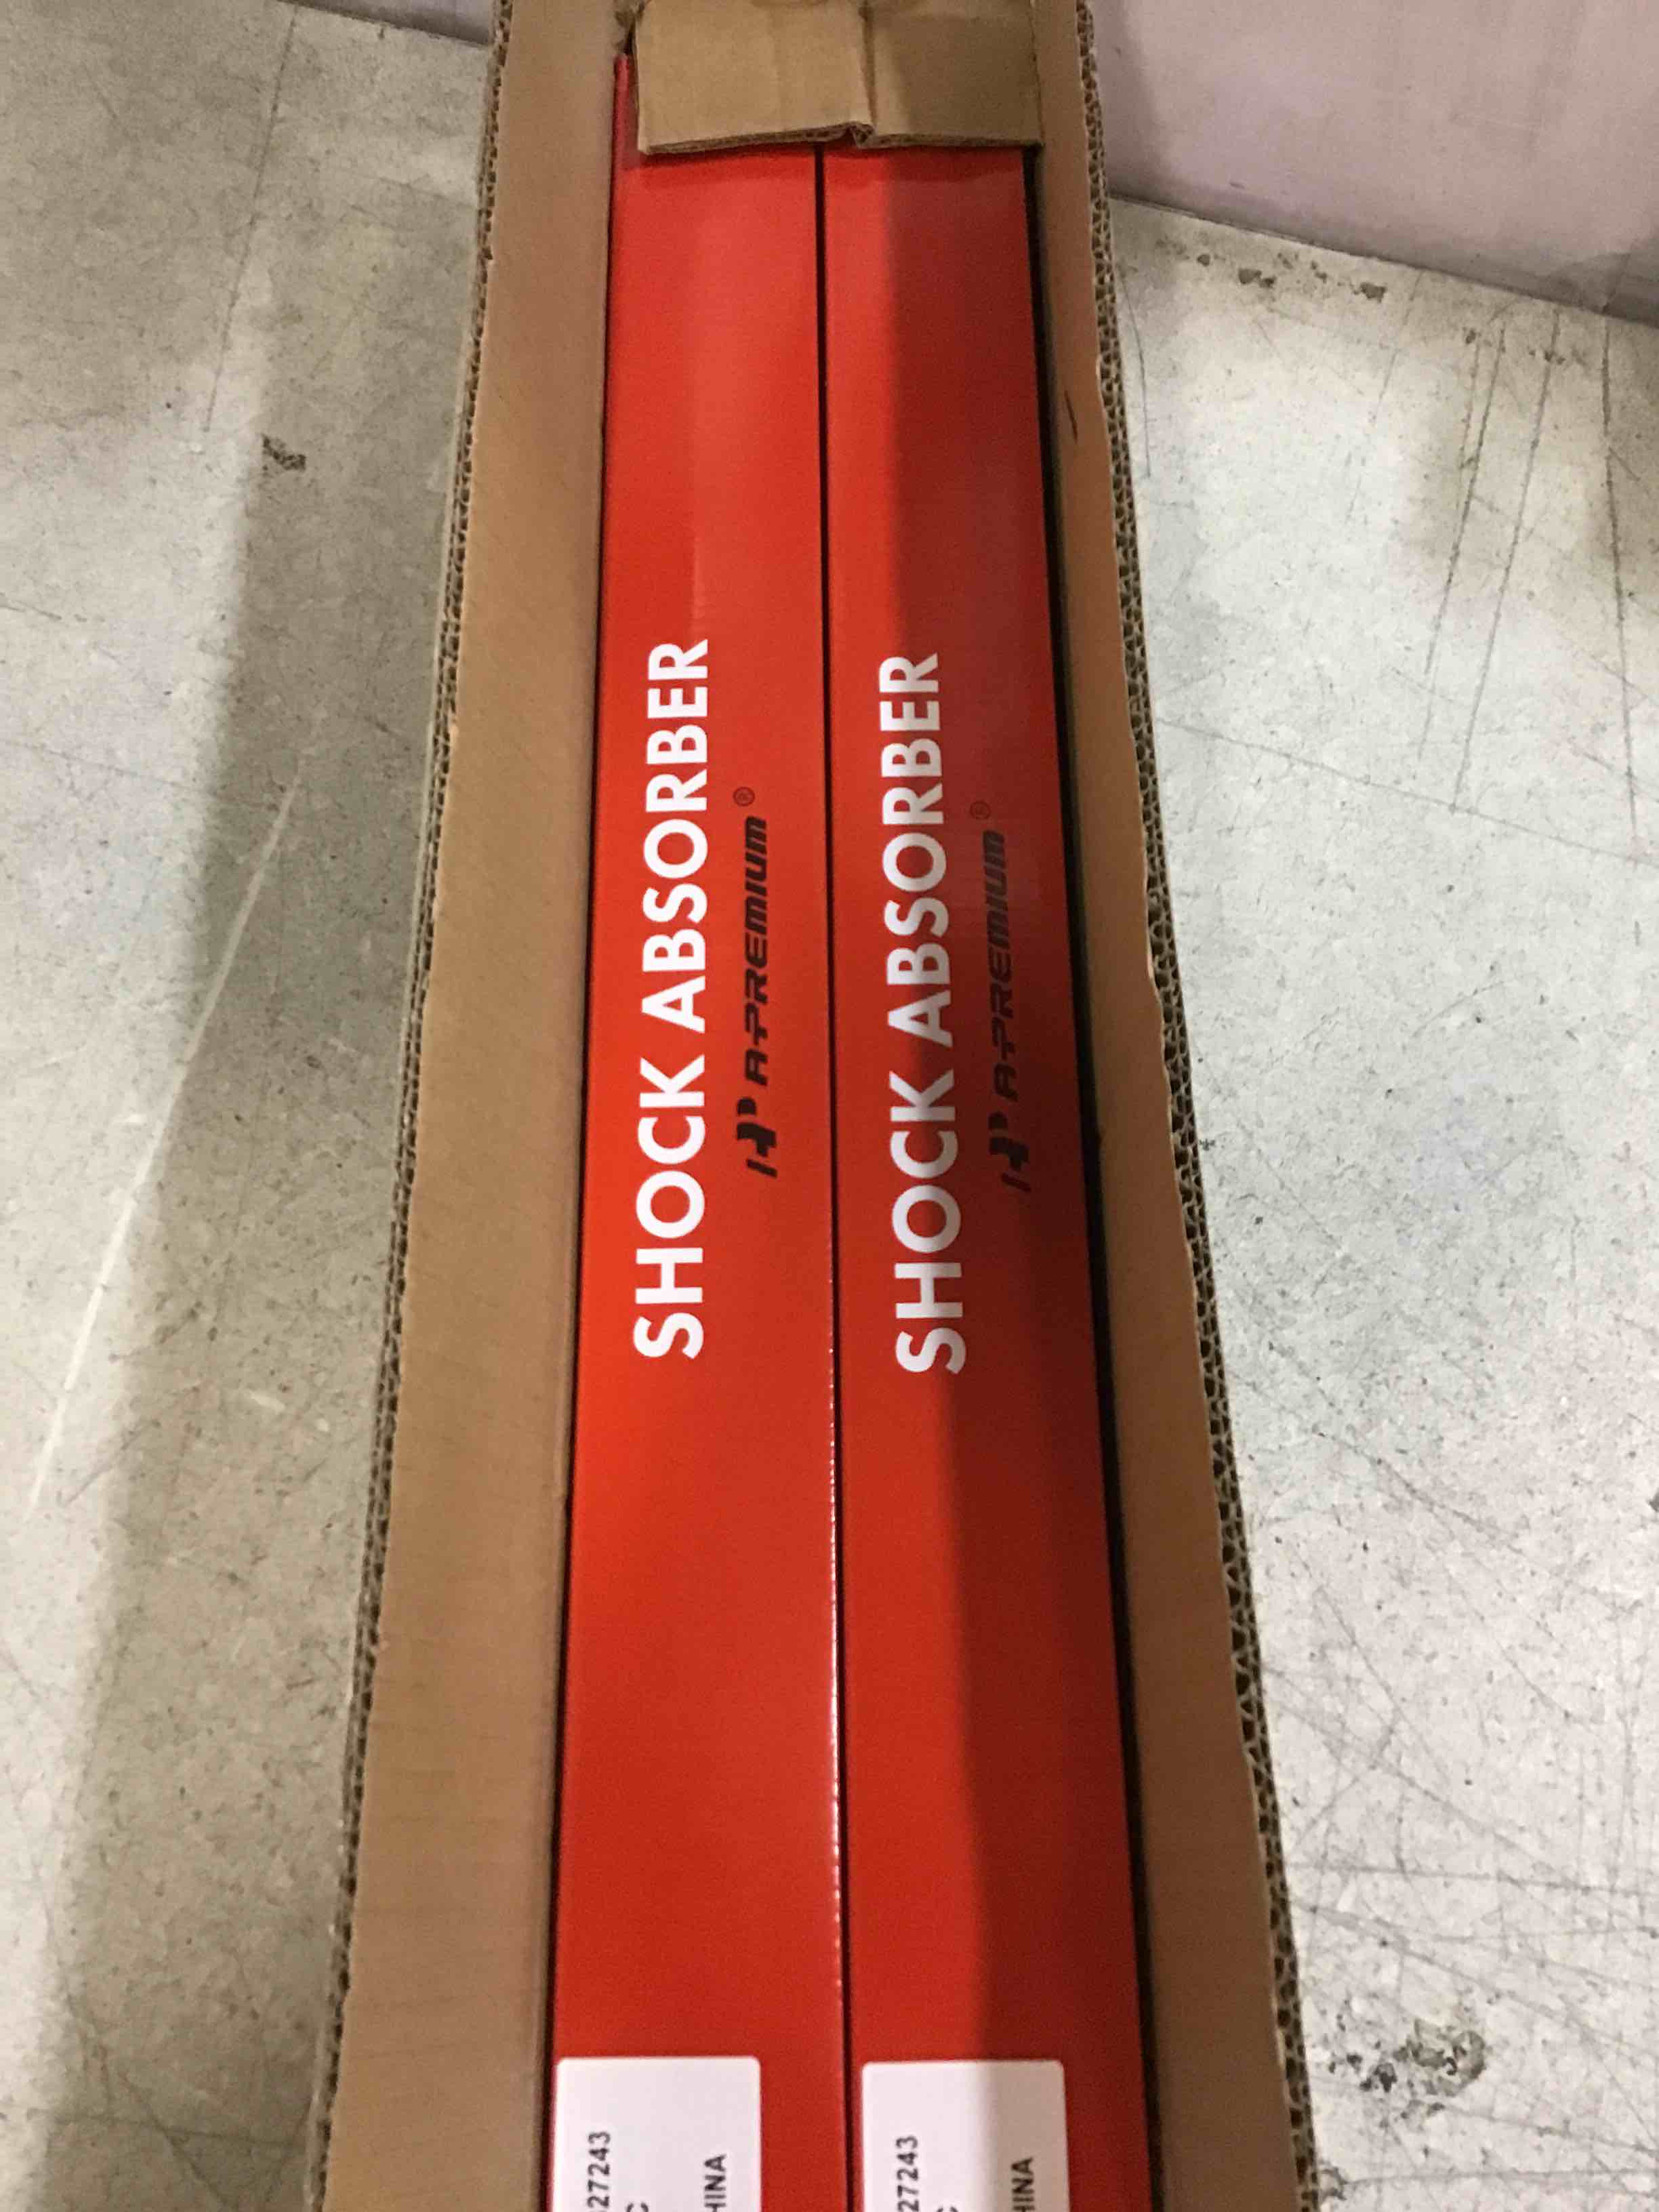 SHOCK ABSORBER
A-PREMIUM®
27243
C
HINA
SHOCK ABSORBER
A-PREMIUM®
27243
C
HINA